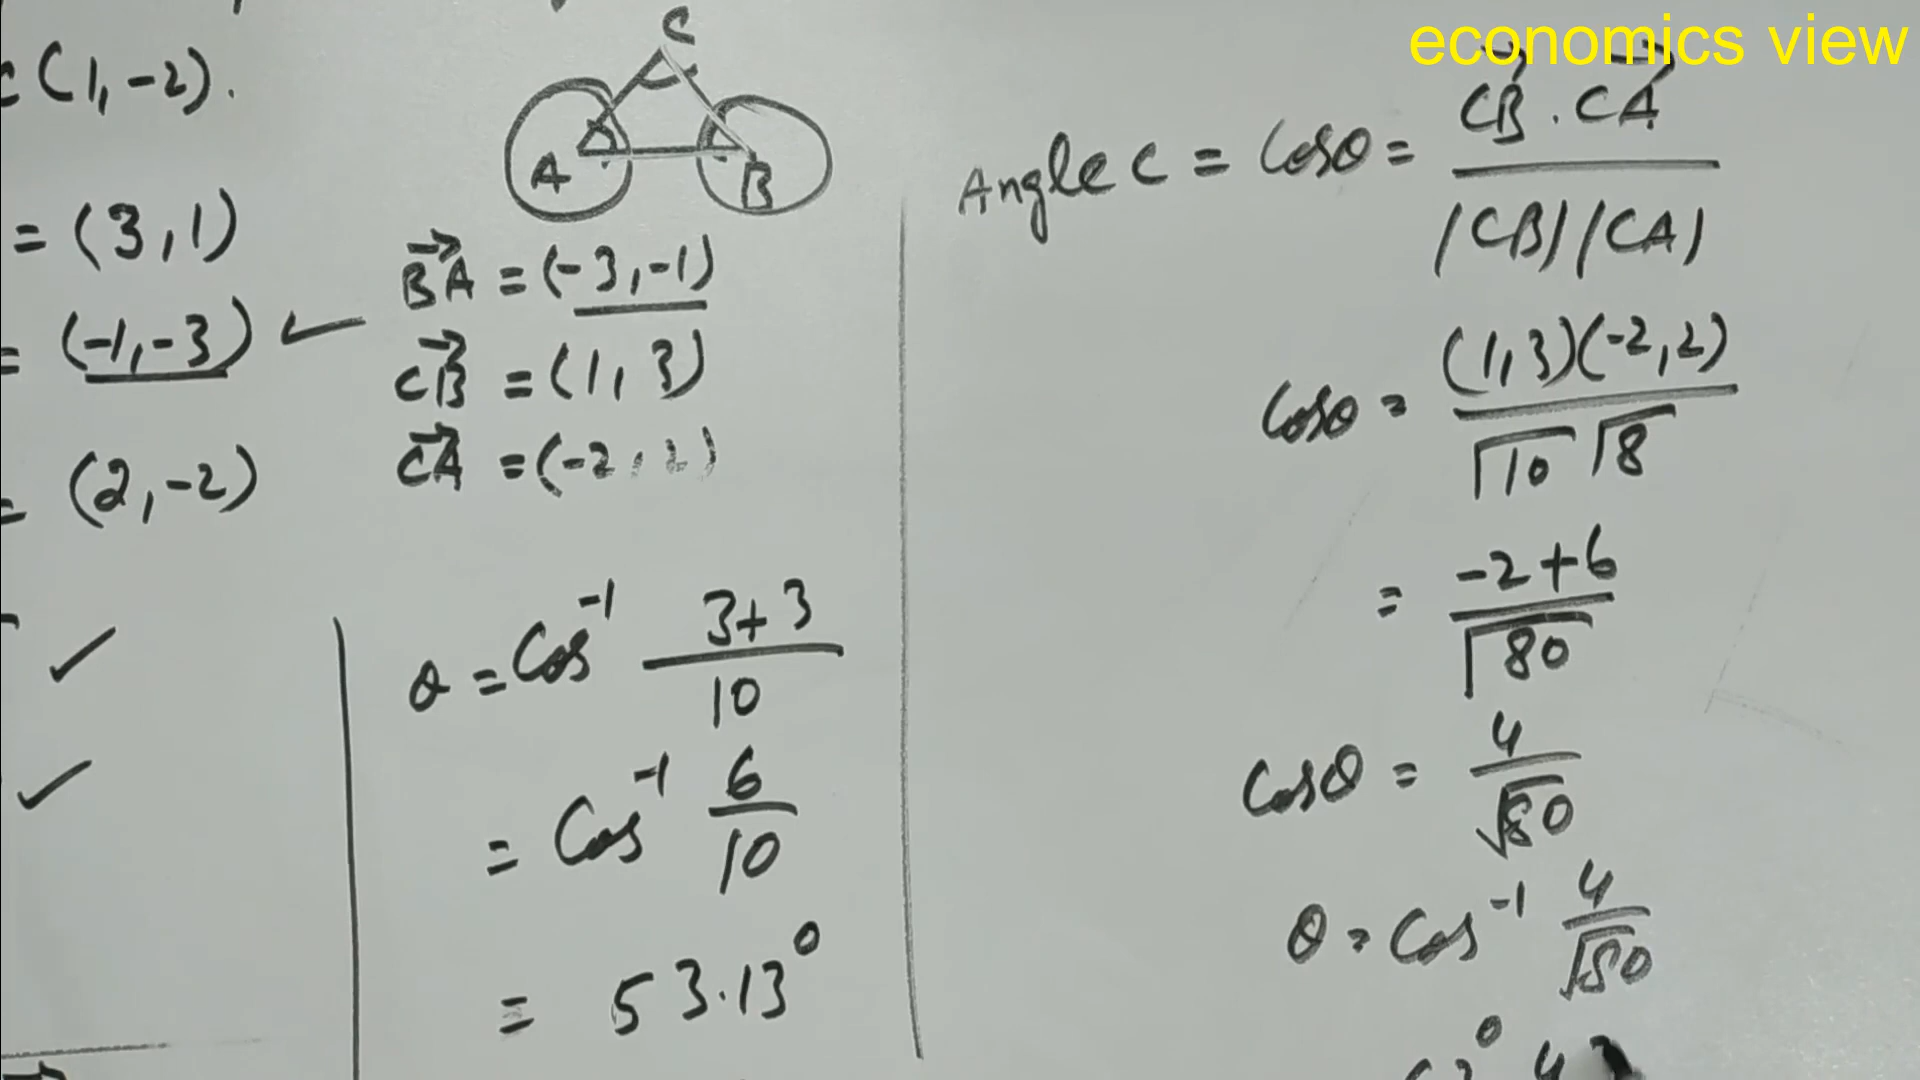 economics view
C(1,-2).
= (3,1)
= (-1,-3)
= (2,-2)
C
A
B
BA = (-3,-1)
CB = (1,3)
CA = (-2,2)
θ = Cos⁻¹ 3+3/10
= Cos⁻¹ 6/10
= 53.13°
Angle C = Cosθ = CB . CA / |CB| |CA|
Cosθ = (1,3)(-2,2) / √10 √8
= -2+6 / √80
Cosθ = 4/√80
θ = Cos⁻¹ 4/√80